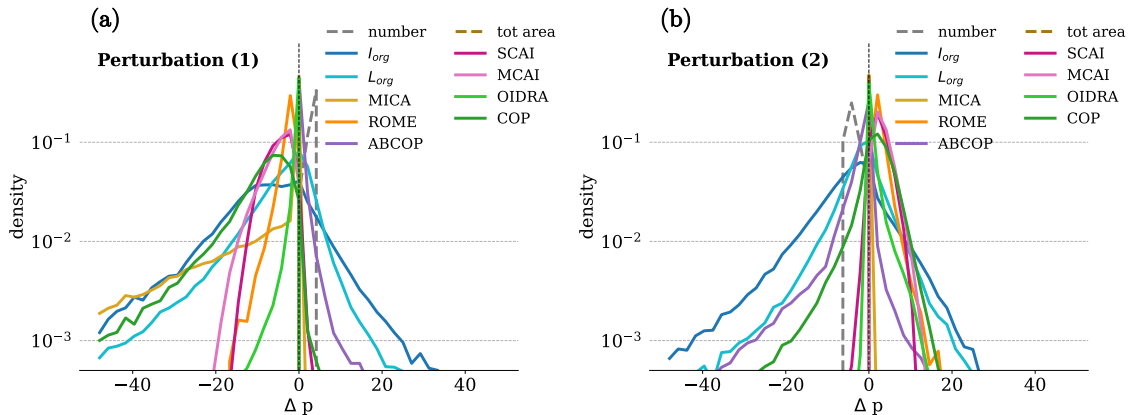 (a)
Perturbation (1)
number
I_org
L_org
MICA
ROME
ABCOP
tot area
SCAI
MCAI
OIDRA
COP
density
10⁻¹
10⁻²
10⁻³
−40
−20
0
20
40
Δ p
(b)
Perturbation (2)
number
I_org
L_org
MICA
ROME
ABCOP
tot area
SCAI
MCAI
OIDRA
COP
density
10⁻¹
10⁻²
10⁻³
−40
−20
0
20
40
Δ p